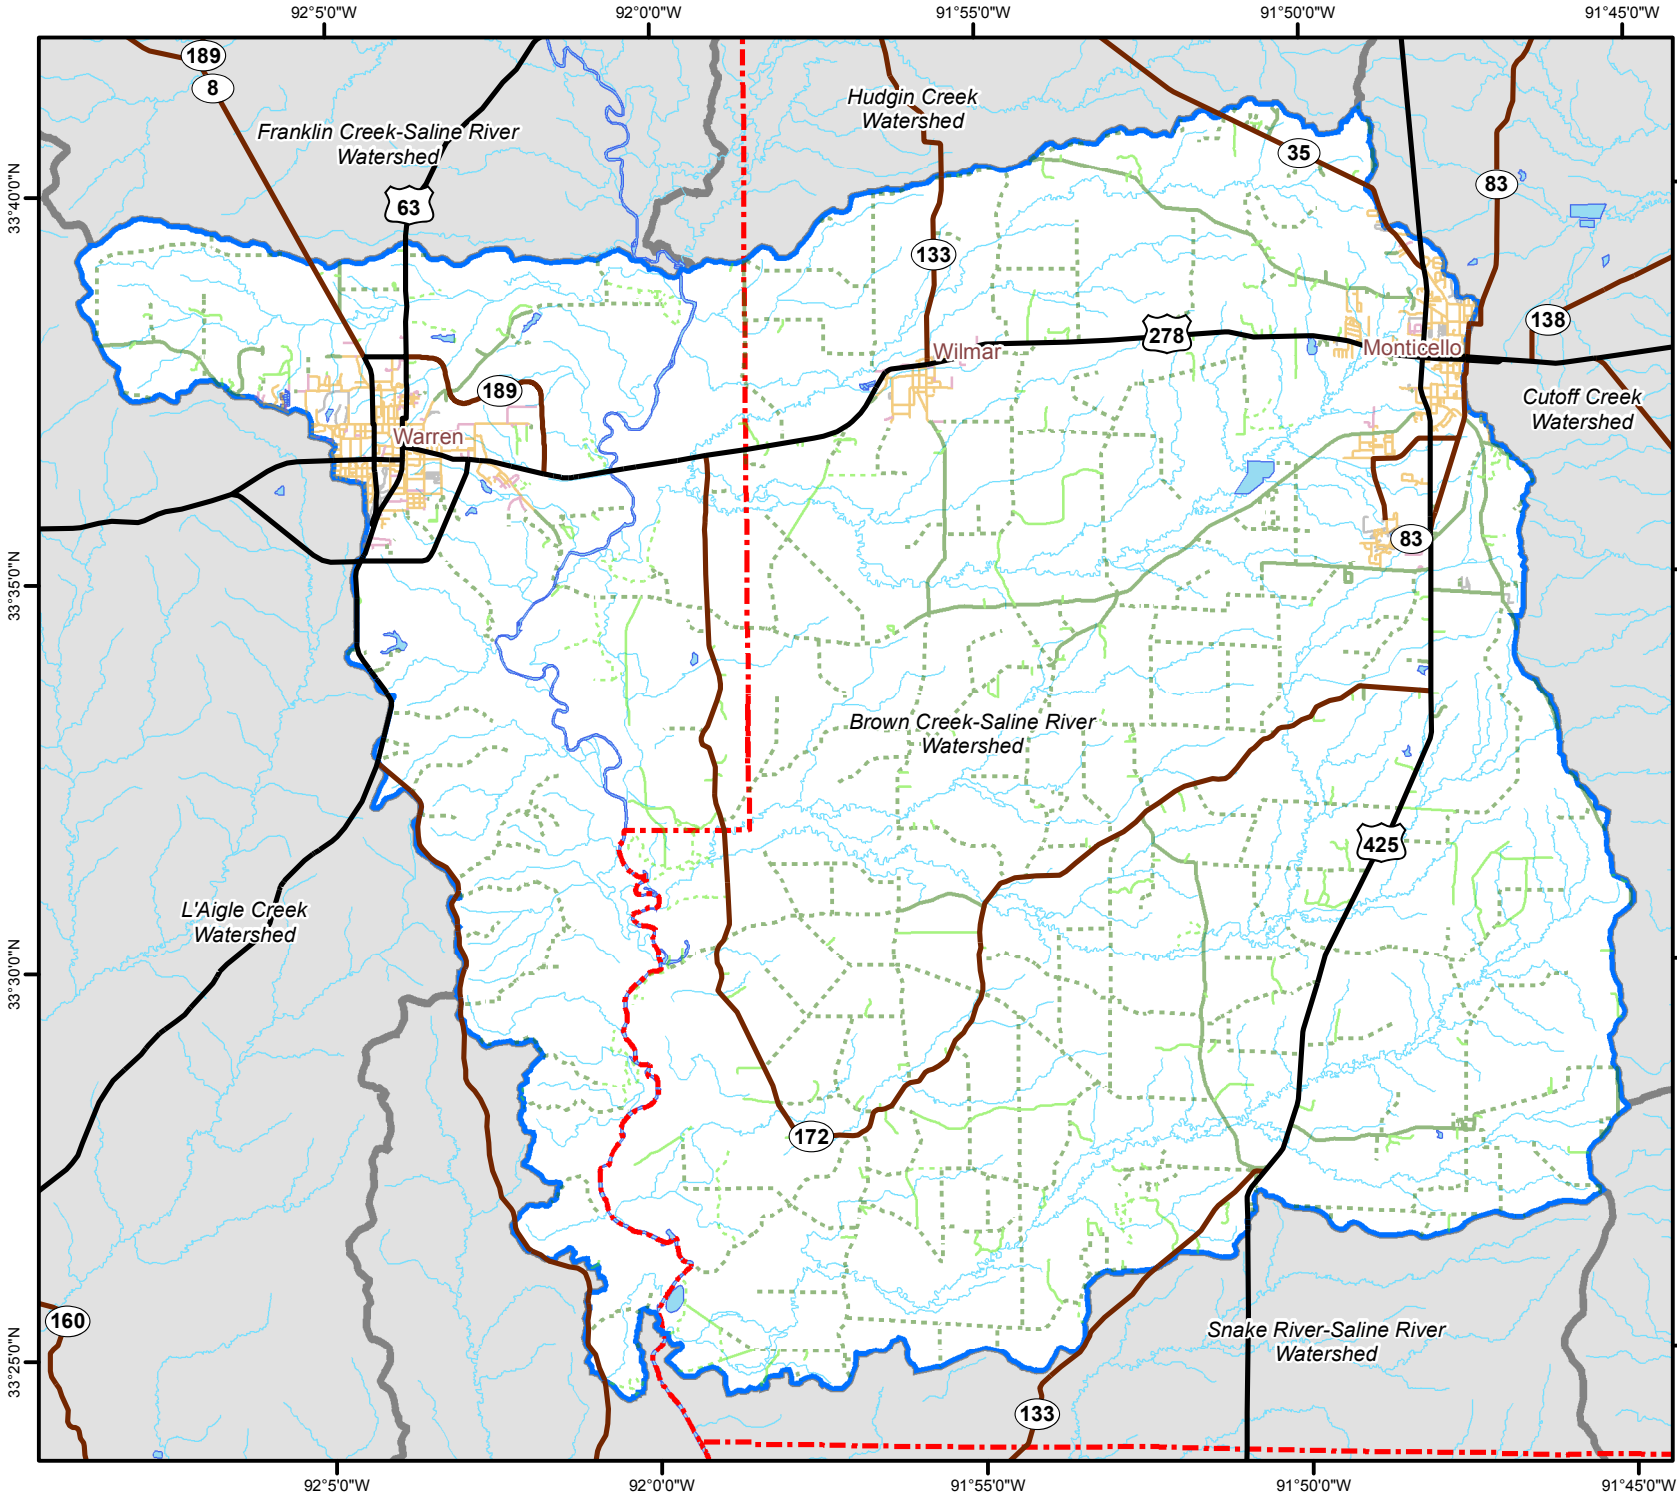 92°5'0"W
92°0'0"W
91°55'0"W
91°50'0"W
91°45'0"W
189
8
Franklin Creek-Saline River
Watershed
Hudgin Creek
Watershed
35
83
33°40'0"N
63
133
138
278
Wilmar
Monticello
189
Cutoff Creek
Watershed
Warren
83
33°35'0"N
Brown Creek-Saline River
Watershed
425
L'Aigle Creek
Watershed
33°30'0"N
172
160
Snake River-Saline River
Watershed
33°25'0"N
133
92°5'0"W
92°0'0"W
91°55'0"W
91°50'0"W
91°45'0"W